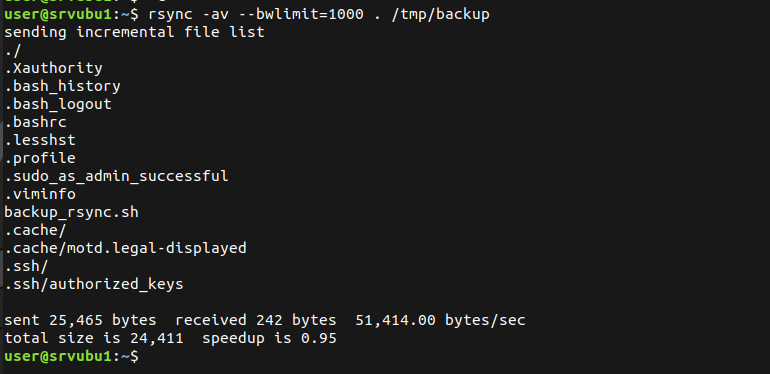 user@srvubu1:~$ rsync -av --bwlimit=1000 . /tmp/backup
sending incremental file list
./
.Xauthority
.bash_history
.bash_logout
.bashrc
.lesshst
.profile
.sudo_as_admin_successful
.viminfo
backup_rsync.sh
.cache/
.cache/motd.legal-displayed
.ssh/
.ssh/authorized_keys

sent 25,465 bytes  received 242 bytes  51,414.00 bytes/sec
total size is 24,411  speedup is 0.95
user@srvubu1:~$